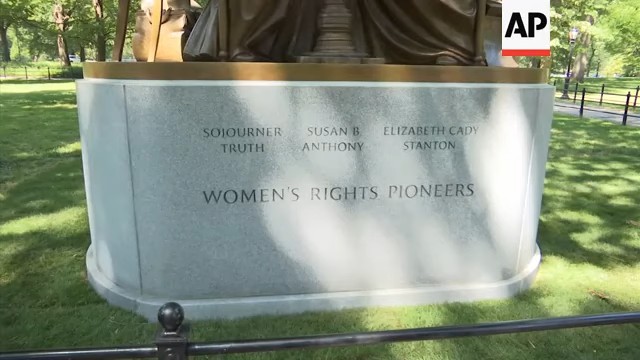 AP
SOJOURNER SUSAN B. ELIZABETH CADY
TRUTH ANTHONY STANTON
WOMEN'S RIGHTS PIONEERS